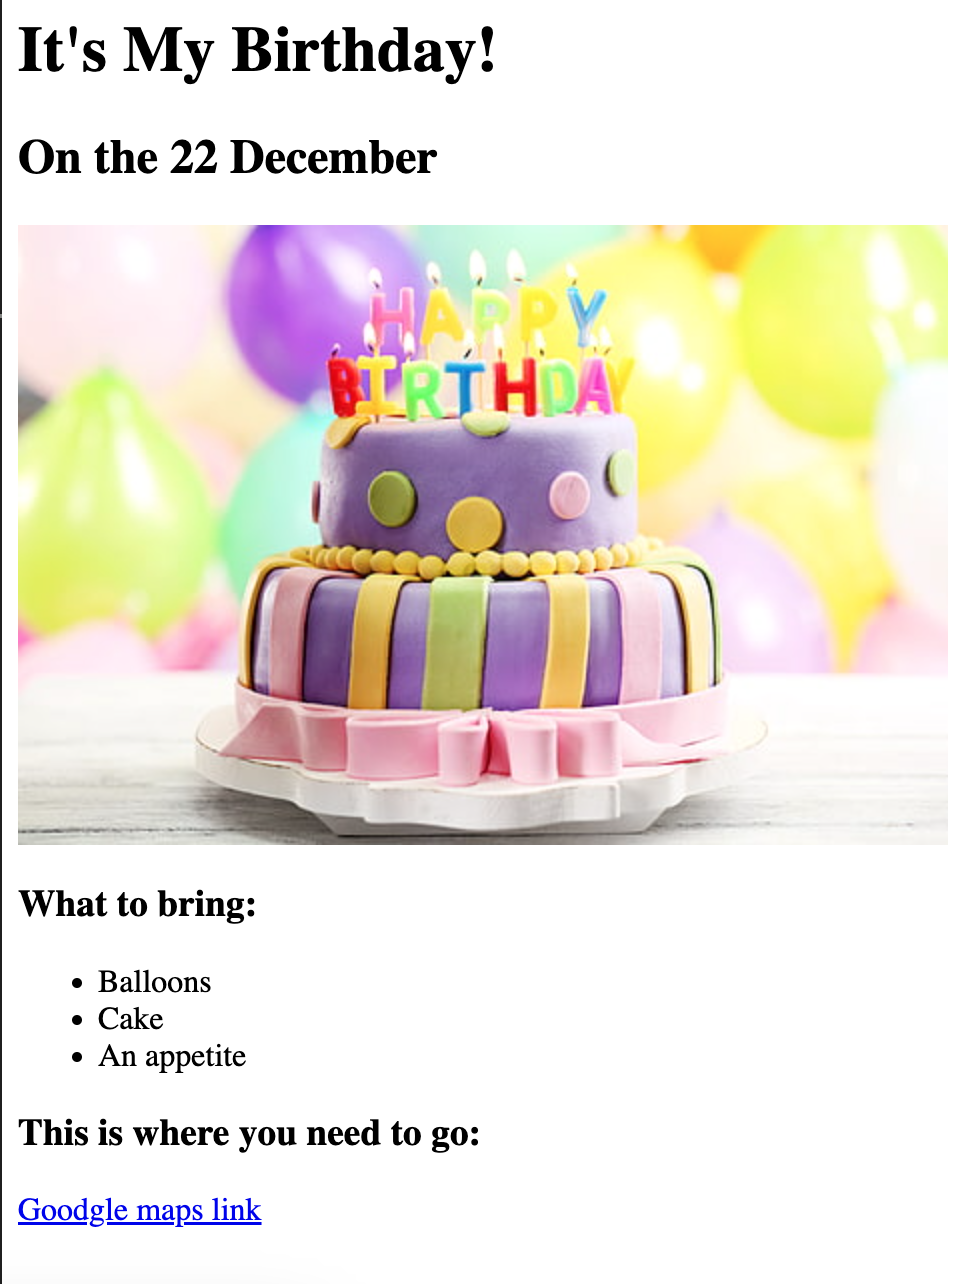 It's My Birthday!
On the 22 December
HAPPY
BIRTHDAY
What to bring:
Balloons
Cake
An appetite
This is where you need to go:
Goodgle maps link